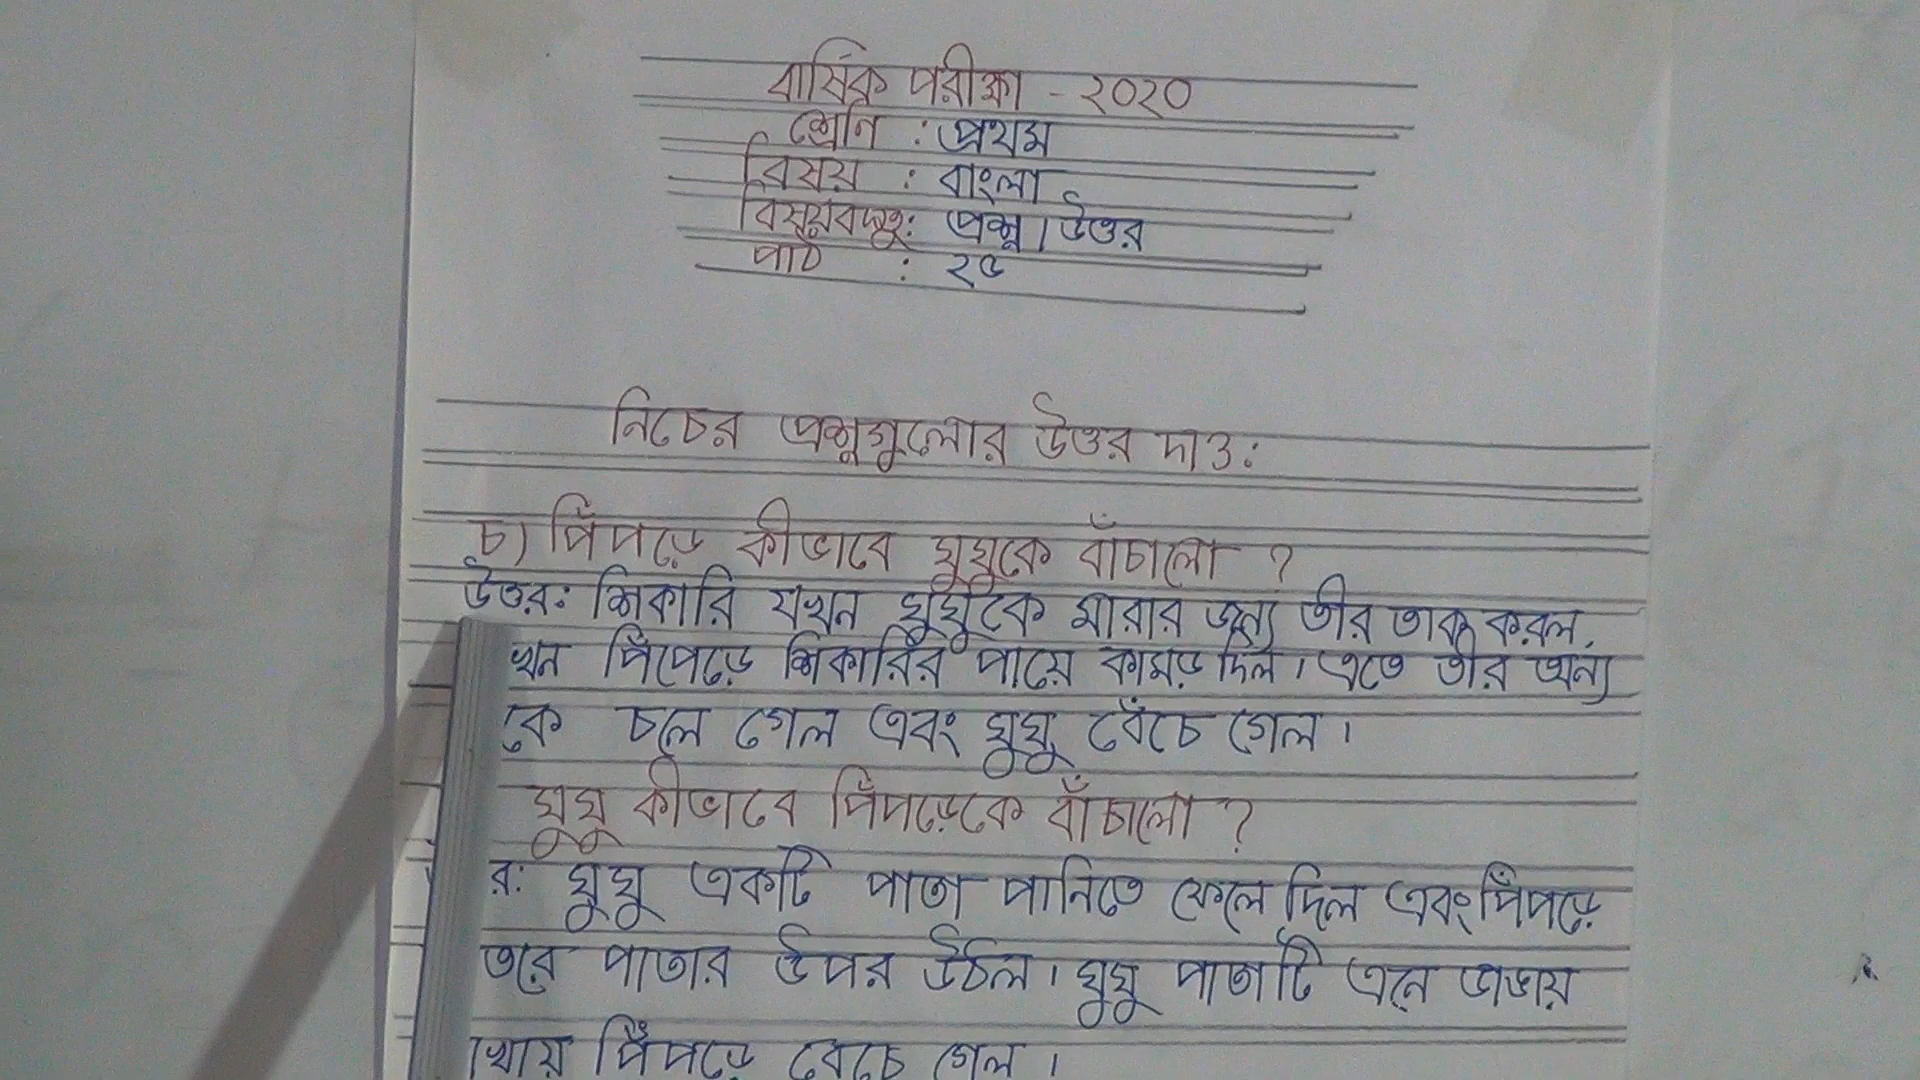 বার্ষিক পরীক্ষা - ২০২০
শ্রেনি : প্রথম
বিষয় : বাংলা
বিষয়বস্তু: প্রশ্ন / উত্তর
পাঠ : ২৫
নিচের প্রশ্নগুলোর উত্তর দাও:
চ) পিঁপড়ে কীভাবে ঘুঘুকে বাঁচালো ?
উত্তর: শিকারি যখন ঘুঘুকে মারার জন্য তীর তাক করল,
খন পিঁপেড়ে শিকারির পায়ে কামড় দিল। এতে তীর অন্য
কে চলে গেল এবং ঘুঘু বেঁচে গেল।
ঘুঘু কীভাবে পিঁপড়েকে বাঁচালো ?
র: ঘুঘু একটি পাতা পানিতে ফেলে দিল এবং পিঁপড়ে
তরে পাতার উপর উঠল। ঘুঘু পাতাটি এনে ডাঙায়
খায় পিঁপড়ে বেচে গেল।